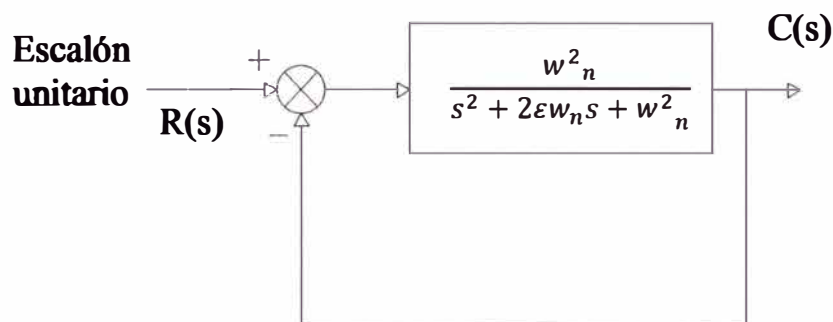 Escalón
unitario
R(s)
+
−
w²ₙ
s² + 2εwₙs + w²ₙ
C(s)